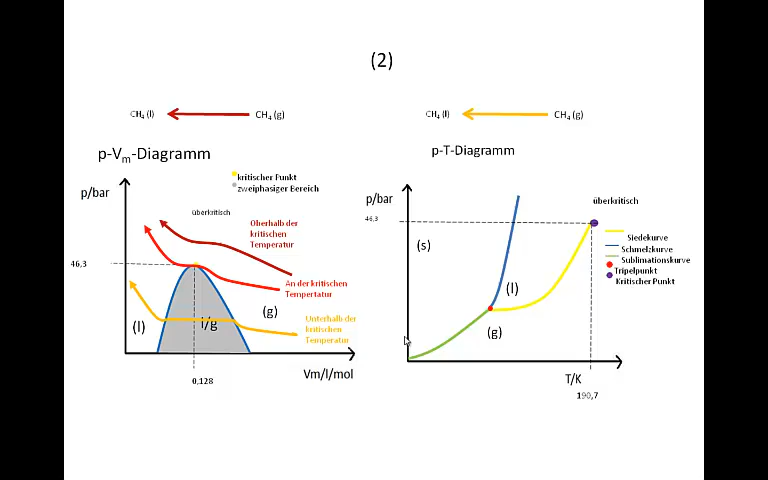 (2)
CH₄ (l)
CH₄ (g)
p-Vₘ-Diagramm
kritischer Punkt
zweiphasiger Bereich
p/bar
überkritisch
Oberhalb der
kritischen
Temperatur
46,3
An der kritischen
Tempertatur
(g)
(l)
l/g
Unterhalb der
kritischen
Temperatur
Vm/l/mol
0,128
CH₄ (l)
CH₄ (g)
p-T-Diagramm
p/bar
überkritisch
46,3
(s)
Siedekurve
Schmelzkurve
Sublimationskurve
Tripelpunkt
Kritischer Punkt
(l)
(g)
T/K
190,7